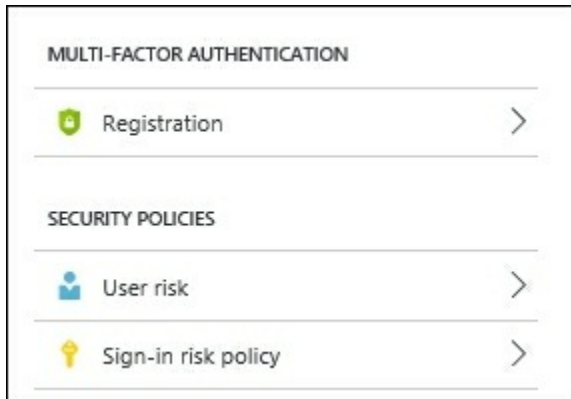 MULTI-FACTOR AUTHENTICATION
Registration
SECURITY POLICIES
User risk
Sign-in risk policy